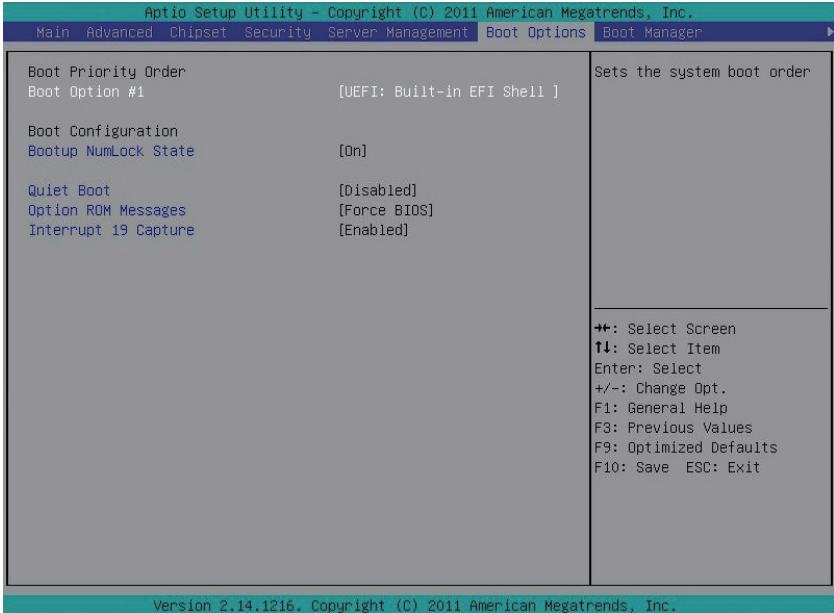 Aptio Setup Utility - Copyright (C) 2011 American Megatrends, Inc.
Main Advanced Chipset Security Server Management Boot Options Boot Manager
Boot Priority Order
Boot Option #1 [UEFI: Built-in EFI Shell ]
Boot Configuration
Bootup NumLock State [On]
Quiet Boot [Disabled]
Option ROM Messages [Force BIOS]
Interrupt 19 Capture [Enabled]
Sets the system boot order
→←: Select Screen
↑↓: Select Item
Enter: Select
+/-: Change Opt.
F1: General Help
F3: Previous Values
F9: Optimized Defaults
F10: Save ESC: Exit
Version 2.14.1216. Copyright (C) 2011 American Megatrends, Inc.